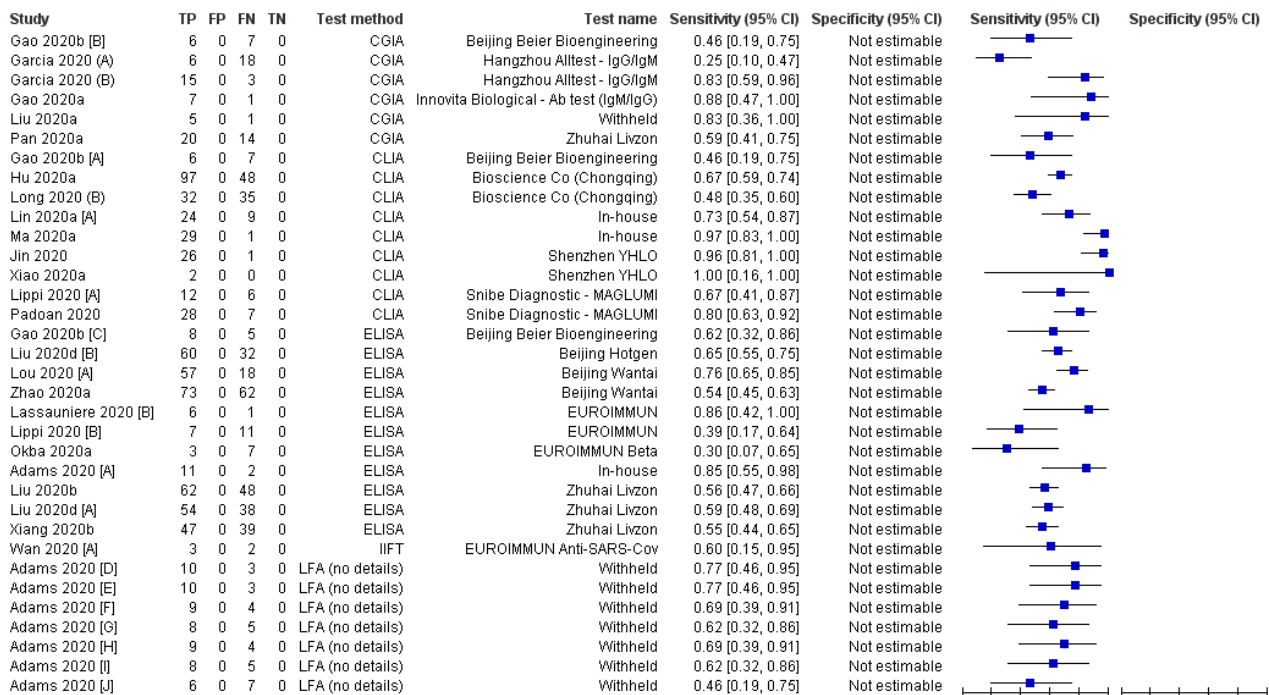 Study TP FP FN TN Test method Test name Sensitivity (95% CI) Specificity (95% CI) Sensitivity (95% CI) Specificity (95% CI)
Gao 2020b [B] 6 0 7 0 CGIA Beijing Beier Bioengineering 0.46 [0.19, 0.75] Not estimable
Garcia 2020 (A) 6 0 18 0 CGIA Hangzhou Alltest - IgG/IgM 0.25 [0.10, 0.47] Not estimable
Garcia 2020 (B) 15 0 3 0 CGIA Hangzhou Alltest - IgG/IgM 0.83 [0.59, 0.96] Not estimable
Gao 2020a 7 0 1 0 CGIA Innovita Biological - Ab test (IgM/IgG) 0.88 [0.47, 1.00] Not estimable
Liu 2020a 5 0 1 0 CGIA Withheld 0.83 [0.36, 1.00] Not estimable
Pan 2020a 20 0 14 0 CGIA Zhuhai Livzon 0.59 [0.41, 0.75] Not estimable
Gao 2020b [A] 6 0 7 0 CLIA Beijing Beier Bioengineering 0.46 [0.19, 0.75] Not estimable
Hu 2020a 97 0 48 0 CLIA Bioscience Co (Chongqing) 0.67 [0.59, 0.74] Not estimable
Long 2020 (B) 32 0 35 0 CLIA Bioscience Co (Chongqing) 0.48 [0.35, 0.60] Not estimable
Lin 2020a [A] 24 0 9 0 CLIA In-house 0.73 [0.54, 0.87] Not estimable
Ma 2020a 29 0 1 0 CLIA In-house 0.97 [0.83, 1.00] Not estimable
Jin 2020 26 0 1 0 CLIA Shenzhen YHLO 0.96 [0.81, 1.00] Not estimable
Xiao 2020a 2 0 0 0 CLIA Shenzhen YHLO 1.00 [0.16, 1.00] Not estimable
Lippi 2020 [A] 12 0 6 0 CLIA Snibe Diagnostic - MAGLUMI 0.67 [0.41, 0.87] Not estimable
Padoan 2020 28 0 7 0 CLIA Snibe Diagnostic - MAGLUMI 0.80 [0.63, 0.92] Not estimable
Gao 2020b [C] 8 0 5 0 ELISA Beijing Beier Bioengineering 0.62 [0.32, 0.86] Not estimable
Liu 2020d [B] 60 0 32 0 ELISA Beijing Hotgen 0.65 [0.55, 0.75] Not estimable
Lou 2020 [A] 57 0 18 0 ELISA Beijing Wantai 0.76 [0.65, 0.85] Not estimable
Zhao 2020a 73 0 62 0 ELISA Beijing Wantai 0.54 [0.45, 0.63] Not estimable
Lassauniere 2020 [B] 6 0 1 0 ELISA EUROIMMUN 0.86 [0.42, 1.00] Not estimable
Lippi 2020 [B] 7 0 11 0 ELISA EUROIMMUN 0.39 [0.17, 0.64] Not estimable
Okba 2020a 3 0 7 0 ELISA EUROIMMUN Beta 0.30 [0.07, 0.65] Not estimable
Adams 2020 [A] 11 0 2 0 ELISA In-house 0.85 [0.55, 0.98] Not estimable
Liu 2020b 62 0 48 0 ELISA Zhuhai Livzon 0.56 [0.47, 0.66] Not estimable
Liu 2020d [A] 54 0 38 0 ELISA Zhuhai Livzon 0.59 [0.48, 0.69] Not estimable
Xiang 2020b 47 0 39 0 ELISA Zhuhai Livzon 0.55 [0.44, 0.65] Not estimable
Wan 2020 [A] 3 0 2 0 IIFT EUROIMMUN Anti-SARS-Cov 0.60 [0.15, 0.95] Not estimable
Adams 2020 [D] 10 0 3 0 LFA (no details) Withheld 0.77 [0.46, 0.95] Not estimable
Adams 2020 [E] 10 0 3 0 LFA (no details) Withheld 0.77 [0.46, 0.95] Not estimable
Adams 2020 [F] 9 0 4 0 LFA (no details) Withheld 0.69 [0.39, 0.91] Not estimable
Adams 2020 [G] 8 0 5 0 LFA (no details) Withheld 0.62 [0.32, 0.86] Not estimable
Adams 2020 [H] 9 0 4 0 LFA (no details) Withheld 0.69 [0.39, 0.91] Not estimable
Adams 2020 [I] 8 0 5 0 LFA (no details) Withheld 0.62 [0.32, 0.86] Not estimable
Adams 2020 [J] 6 0 7 0 LFA (no details) Withheld 0.46 [0.19, 0.75] Not estimable